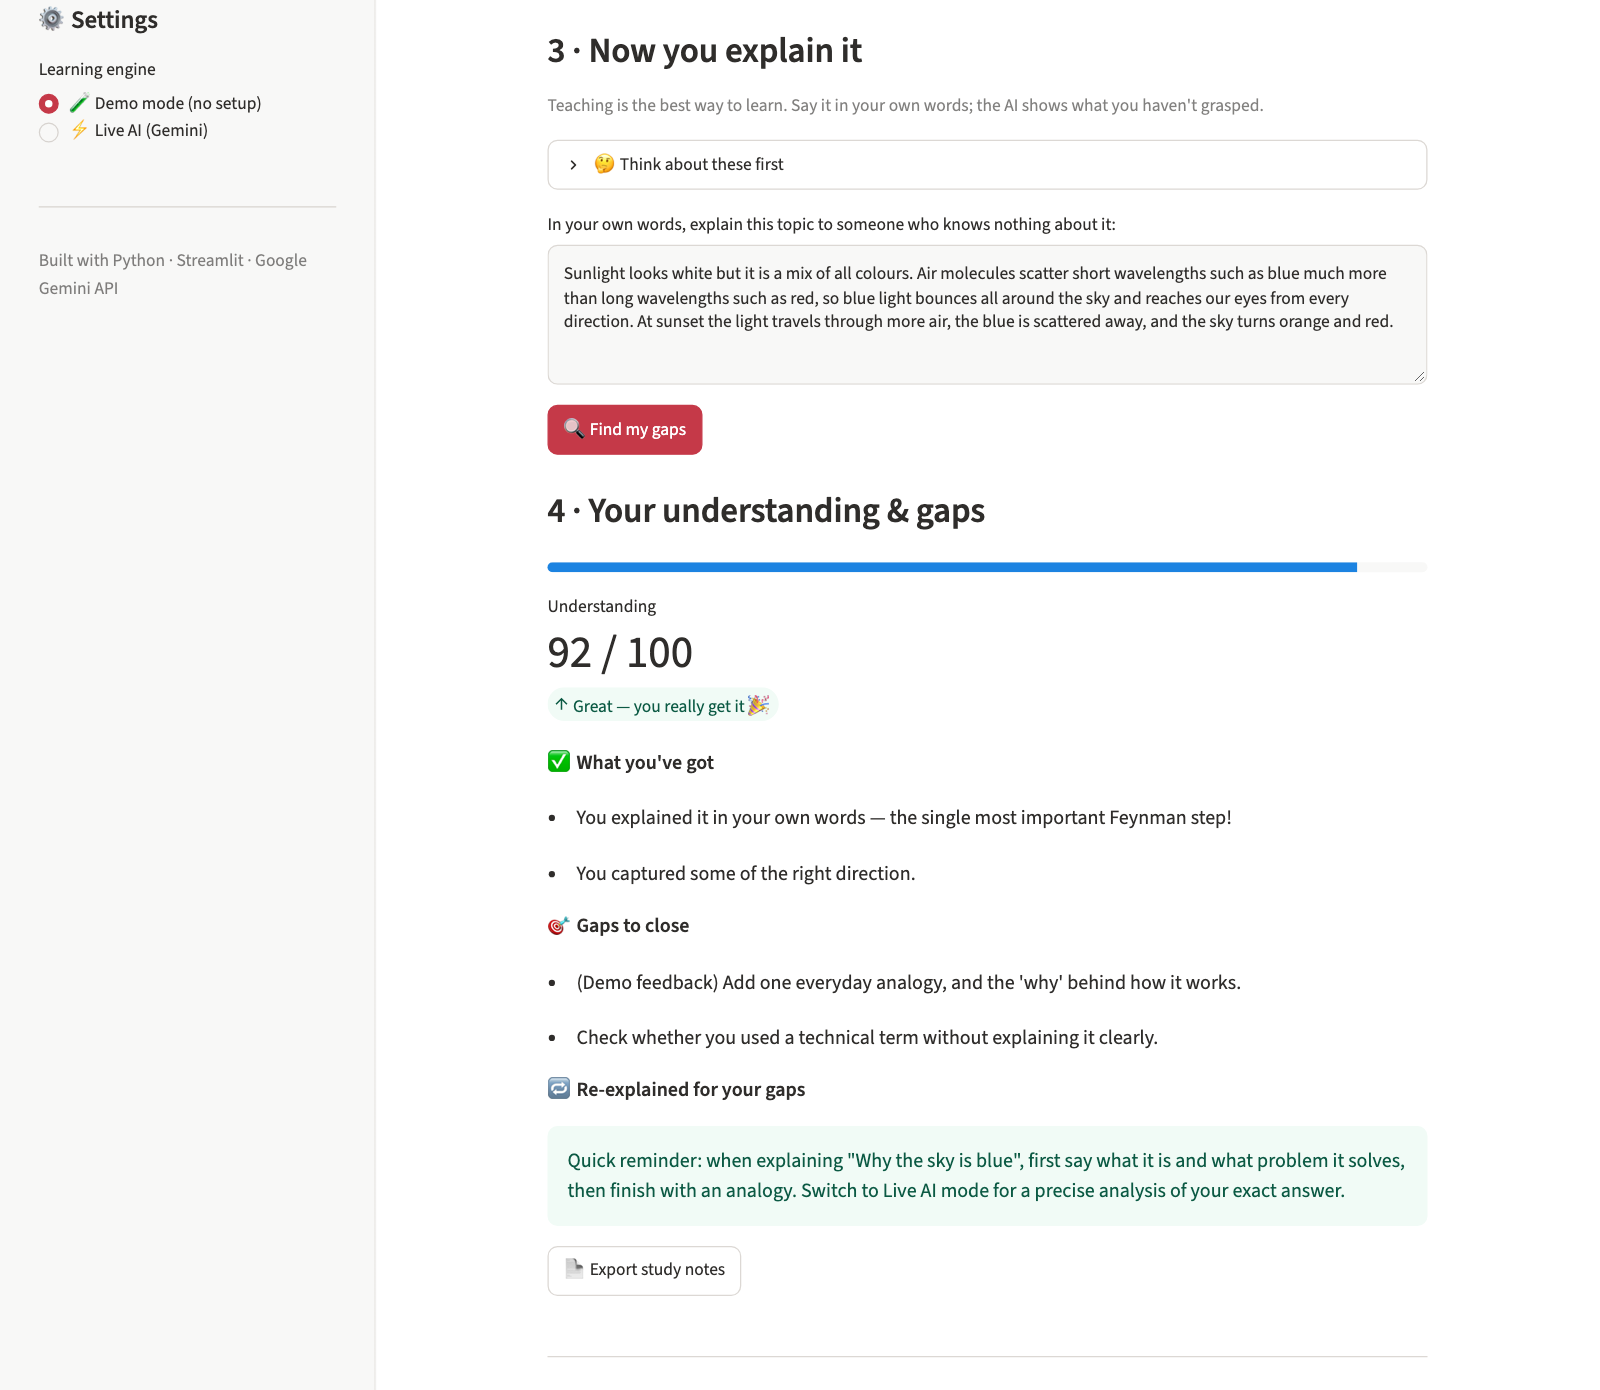 ⚙️ Settings
Learning engine
🧪 Demo mode (no setup)
⚡ Live AI (Gemini)
Built with Python · Streamlit · Google
Gemini API
3 · Now you explain it
Teaching is the best way to learn. Say it in your own words; the AI shows what you haven't grasped.
🤔 Think about these first
In your own words, explain this topic to someone who knows nothing about it:
Sunlight looks white but it is a mix of all colours. Air molecules scatter short wavelengths such as blue much more
than long wavelengths such as red, so blue light bounces all around the sky and reaches our eyes from every
direction. At sunset the light travels through more air, the blue is scattered away, and the sky turns orange and red.
🔍 Find my gaps
4 · Your understanding & gaps
Understanding
92 / 100
↑ Great — you really get it 🎉
✅ What you've got
• You explained it in your own words — the single most important Feynman step!
• You captured some of the right direction.
🎯 Gaps to close
• (Demo feedback) Add one everyday analogy, and the 'why' behind how it works.
• Check whether you used a technical term without explaining it clearly.
🔁 Re-explained for your gaps
Quick reminder: when explaining "Why the sky is blue", first say what it is and what problem it solves,
then finish with an analogy. Switch to Live AI mode for a precise analysis of your exact answer.
📄 Export study notes